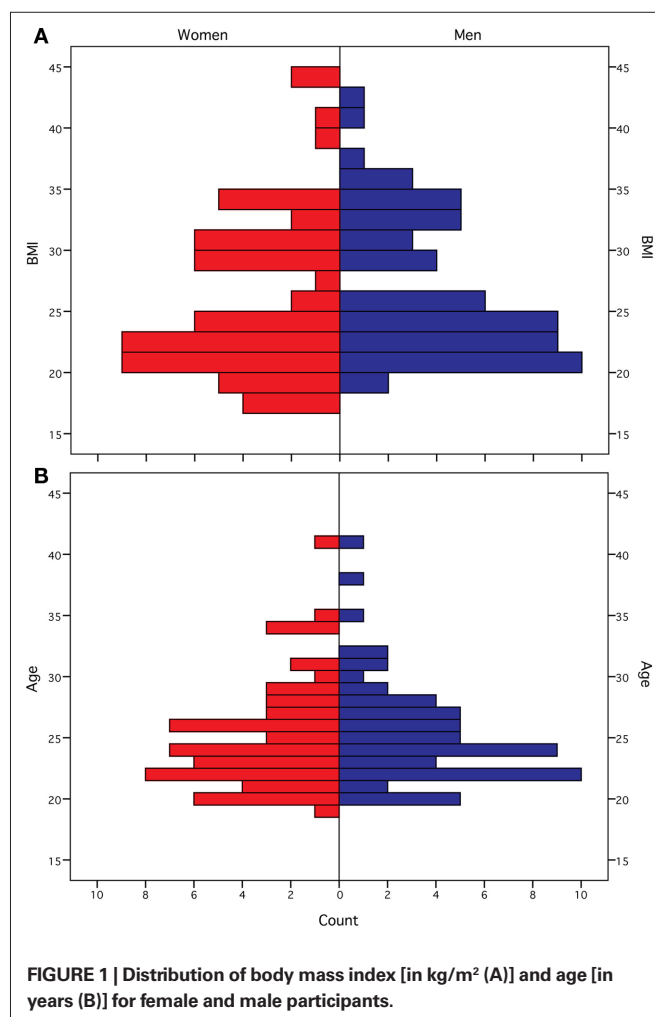 A
Women Men
45 45
40 40
35 35
30 30
BMI BMI
25 25
20 20
15 15
B
45 45
40 40
35 35
30 30
Age Age
25 25
20 20
15 15
10 8 6 4 2 0 2 4 6 8 10
Count
FIGURE 1 | Distribution of body mass index [in kg/m² (A)] and age [in
years (B)] for female and male participants.